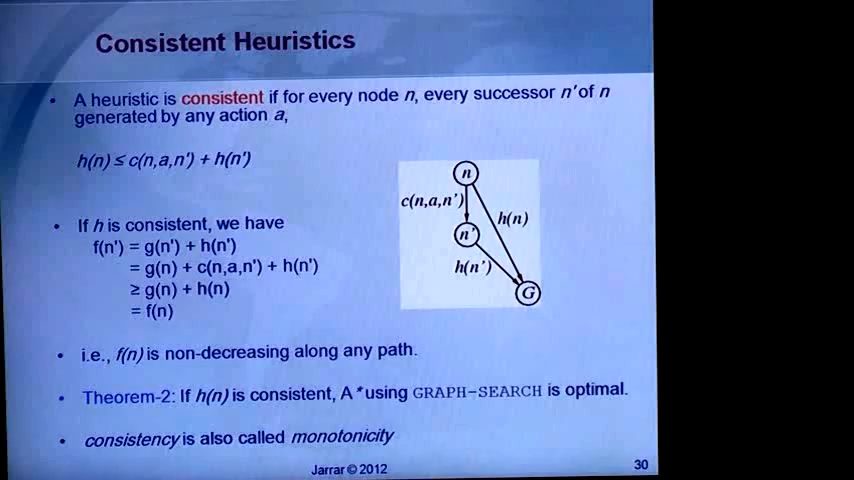 Consistent Heuristics
• A heuristic is consistent if for every node n, every successor n' of n
generated by any action a,
h(n) ≤ c(n,a,n') + h(n')
• If h is consistent, we have
f(n') = g(n') + h(n')
= g(n) + c(n,a,n') + h(n')
≥ g(n) + h(n)
= f(n)
n
c(n,a,n')
h(n)
n'
h(n')
G
• i.e., f(n) is non-decreasing along any path.
• Theorem-2: If h(n) is consistent, A* using GRAPH-SEARCH is optimal.
• consistency is also called monotonicity
Jarrar © 2012
30